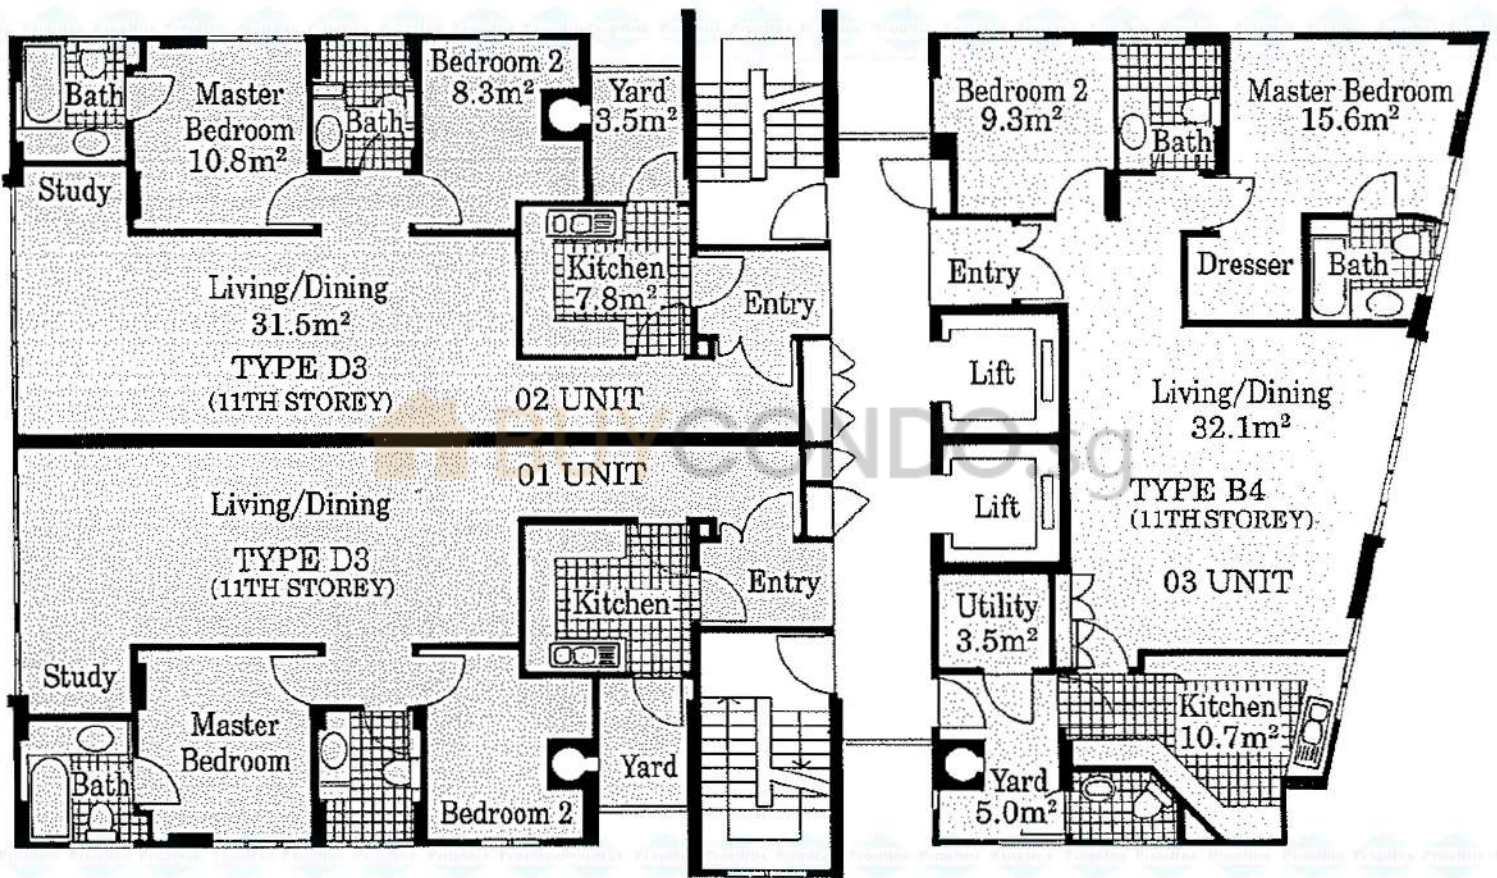 Bath
Master
Bedroom
10.8m²
Bath
Bedroom 2
8.3m²
Yard
3.5m²
Study
Kitchen
7.8m²
Entry
Living/Dining
31.5m²
TYPE D3
(11TH STOREY)
02 UNIT
BUYCONDO.sg
01 UNIT
Living/Dining
TYPE D3
(11TH STOREY)
Kitchen
Entry
Study
Master
Bedroom
Bath
Bedroom 2
Yard
Bedroom 2
9.3m²
Bath
Master Bedroom
15.6m²
Entry
Dresser
Bath
Lift
Living/Dining
32.1m²
Lift
TYPE B4
(11TH STOREY)
03 UNIT
Utility
3.5m²
Kitchen
10.7m²
Yard
5.0m²